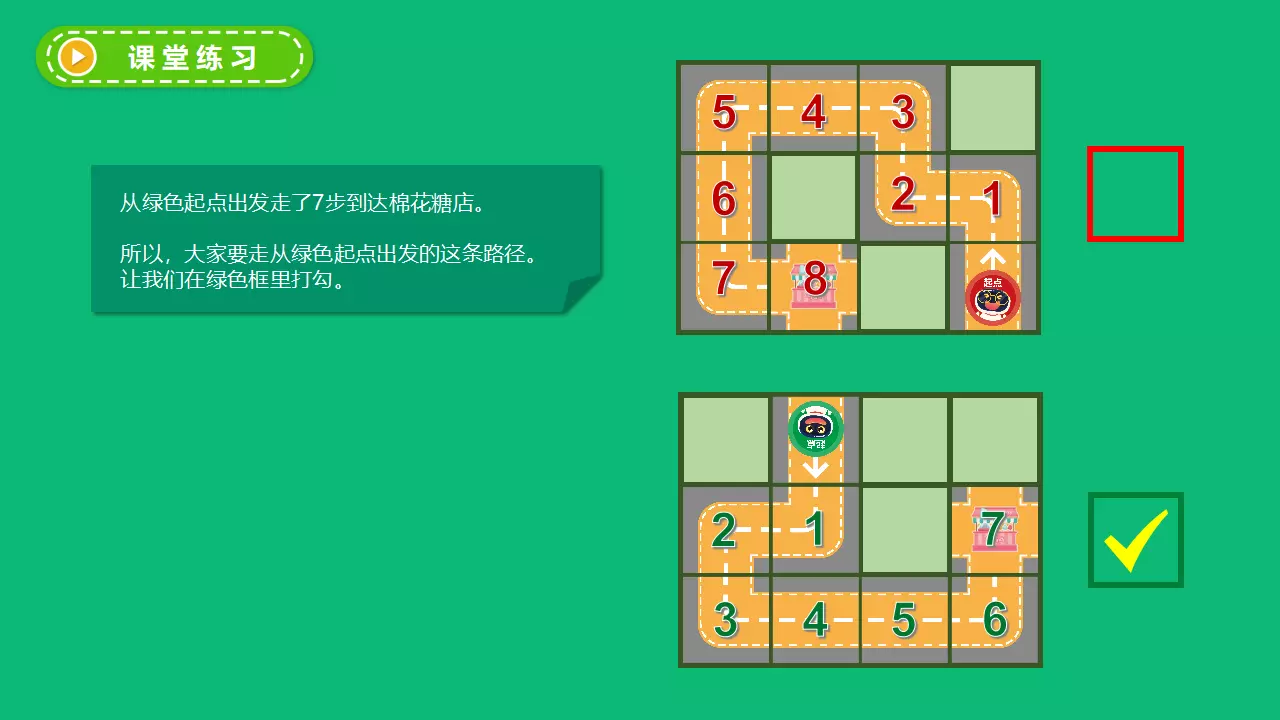 课堂练习
从绿色起点出发走了7步到达棉花糖店。
所以，大家要走从绿色起点出发的这条路径。
让我们在绿色框里打勾。
5 4 3
6 2 1
7 8
起点
起点
2 1 7
3 4 5 6